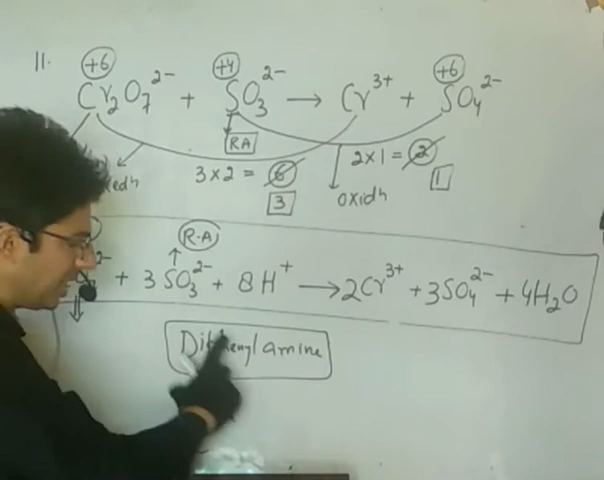 11.
+6 +4 +6
Cr₂O₇²⁻ + SO₃²⁻ → Cr³⁺ + SO₄²⁻
RA
3 × 2 = 6 2 × 1 = 2
3 oxidn 1
R.A
+ 3SO₃²⁻ + 8H⁺ → 2Cr³⁺ + 3SO₄²⁻ + 4H₂O
Diphenylamine